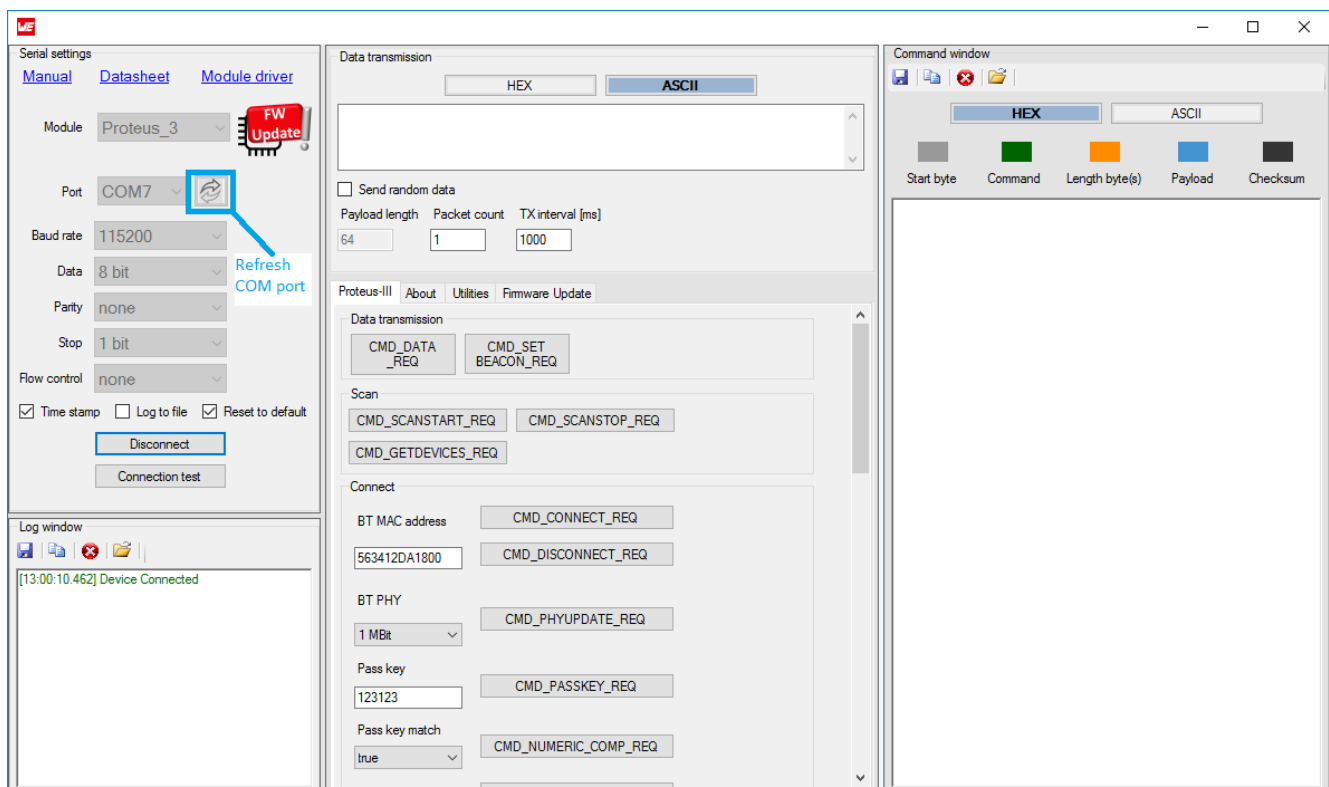 WE
Serial settings
Manual Datasheet Module driver
Module Proteus_3
FW
Update
Port COM7
Baud rate 115200
Refresh
COM port
Data 8 bit
Parity none
Stop 1 bit
Flow control none
Time stamp Log to file Reset to default
Disconnect
Connection test
Log window
[13:00:10.462] Device Connected
Data transmission
HEX ASCII
Send random data
Payload length Packet count TX interval [ms]
64 1 1000
Proteus-III About Utilities Firmware Update
Data transmission
CMD_DATA
_REQ
CMD_SET
BEACON_REQ
Scan
CMD_SCANSTART_REQ CMD_SCANSTOP_REQ
CMD_GETDEVICES_REQ
Connect
BT MAC address CMD_CONNECT_REQ
563412DA1800 CMD_DISCONNECT_REQ
BT PHY
CMD_PHYUPDATE_REQ
1 MBit
Pass key
CMD_PASSKEY_REQ
123123
Pass key match
CMD_NUMERIC_COMP_REQ
true
Command window
HEX ASCII
Start byte Command Length byte(s) Payload Checksum